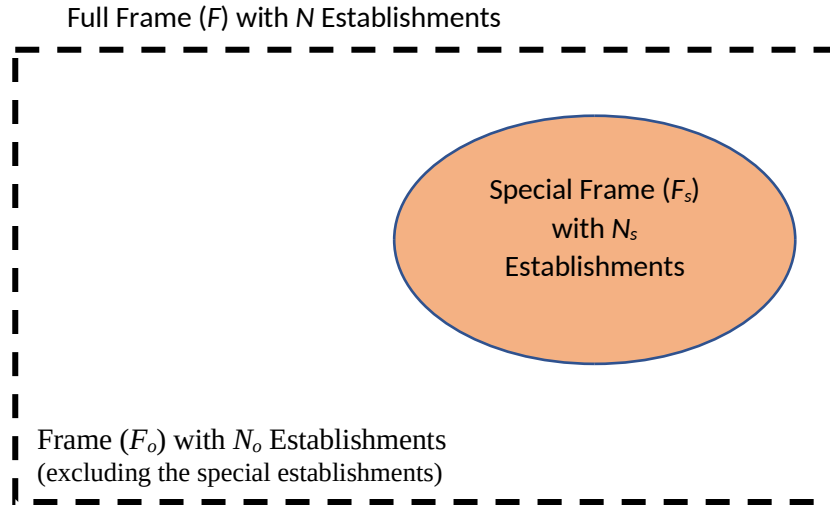 Full Frame (F) with N Establishments
Special Frame (Fs)
with Ns
Establishments
Frame (Fo) with No Establishments
(excluding the special establishments)